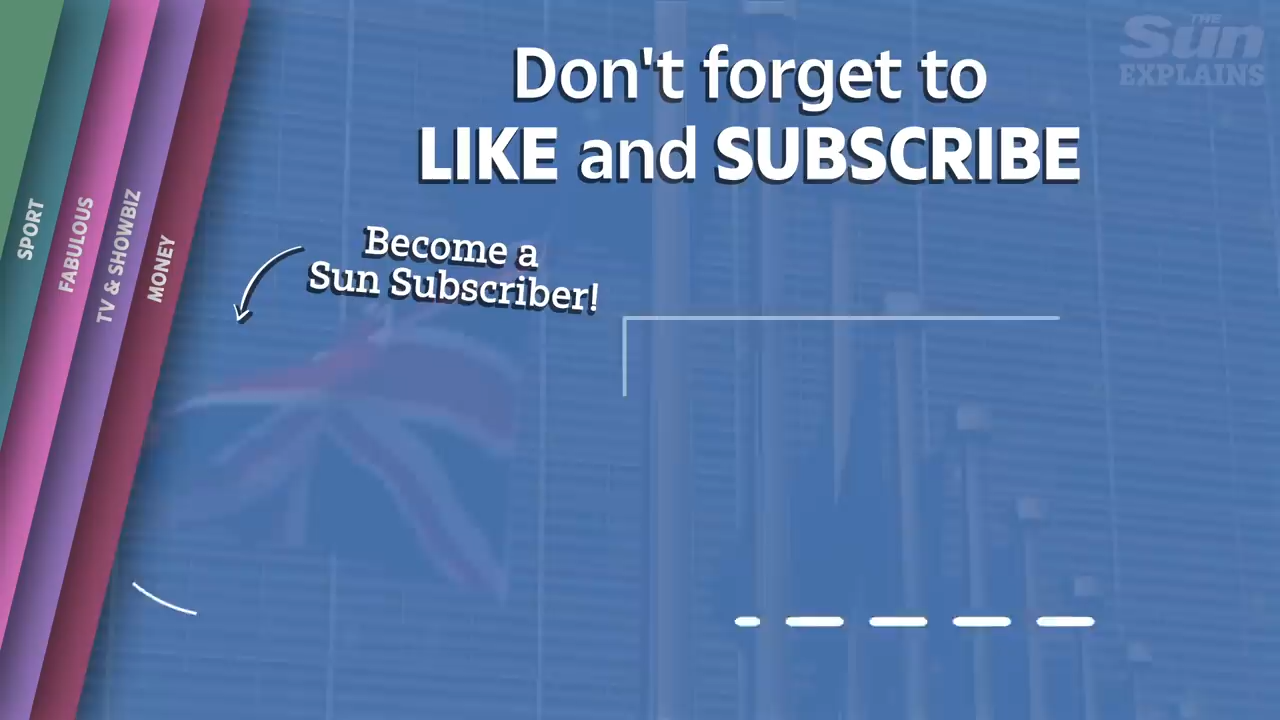 THE
Sun
EXPLAINS
Don't forget to
LIKE and SUBSCRIBE
Become a
Sun Subscriber!
SPORT
FABULOUS
TV & SHOWBIZ
MONEY